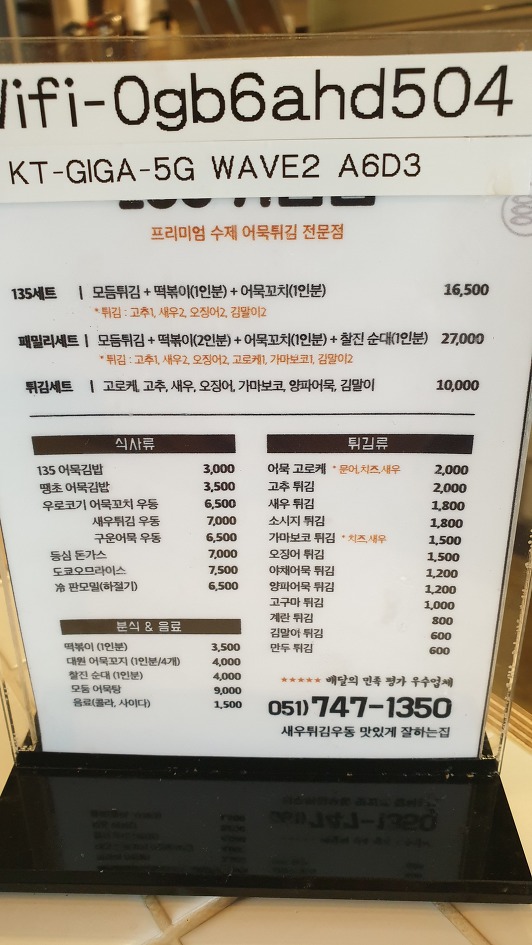 Wifi-0gb6ahd504
KT-GIGA-5G WAVE2 A6D3
프리미엄 수제 어묵튀김 전문점
135세트 | 모듬튀김 + 떡볶이(1인분) + 어묵꼬치(1인분) 16,500
*튀김 : 고추1, 새우2, 오징어2, 김말이2
패밀리세트 | 모듬튀김 + 떡볶이(2인분) + 어묵꼬치(1인분) + 찰진 순대(1인분) 27,000
*튀김 : 고추1, 새우2, 오징어2, 고로케1, 가마보코1, 김말이2
튀김세트 | 고로케, 고추, 새우, 오징어, 가마보코, 양파어묵, 김말이 10,000
식사류
135 어묵김밥 3,000
땡초 어묵김밥 3,500
우로코기 어묵꼬치 우동 6,500
새우튀김 우동 7,000
구운어묵 우동 6,500
등심 돈가스 7,000
도쿄오므라이스 7,500
冷 판모밀(하절기) 6,500
분식 & 음료
떡볶이 (1인분) 3,500
대원 어묵꼬지 (1인분/4개) 4,000
찰진 순대 (1인분) 4,000
모둠 어묵탕 9,000
음료(콜라, 사이다) 1,500
튀김류
어묵 고로케 *문어,치즈,새우 2,000
고추 튀김 2,000
새우 튀김 1,800
소시지 튀김 1,800
가마보코 튀김 *치즈,새우 1,500
오징어 튀김 1,500
야채어묵 튀김 1,200
양파어묵 튀김 1,200
고구마 튀김 1,000
계란 튀김 800
김말이 튀김 600
만두 튀김 600
★★★★★ 배달의 민족 평가 우수업체
051)747-1350
새우튀김우동 맛있게 잘하는집